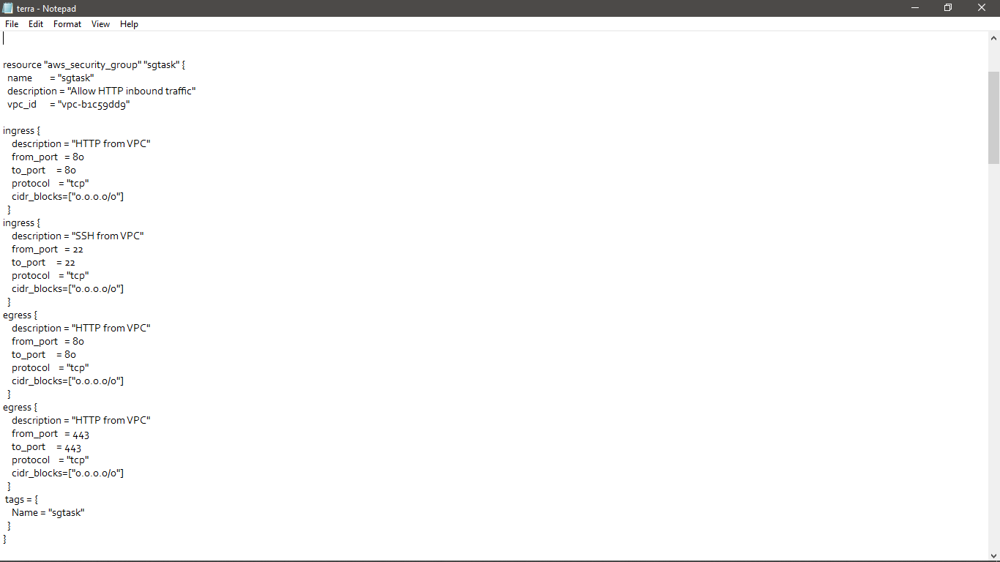 terra - Notepad
File Edit Format View Help
resource "aws_security_group" "sgtask" {
  name        = "sgtask"
  description = "Allow HTTP inbound traffic"
  vpc_id      = "vpc-b1c59dd9"
ingress {
    description = "HTTP from VPC"
    from_port   = 80
    to_port     = 80
    protocol    = "tcp"
    cidr_blocks=["0.0.0.0/0"]
  }
ingress {
    description = "SSH from VPC"
    from_port   = 22
    to_port     = 22
    protocol    = "tcp"
    cidr_blocks=["0.0.0.0/0"]
  }
egress {
    description = "HTTP from VPC"
    from_port   = 80
    to_port     = 80
    protocol    = "tcp"
    cidr_blocks=["0.0.0.0/0"]
  }
egress {
    description = "HTTP from VPC"
    from_port   = 443
    to_port     = 443
    protocol    = "tcp"
    cidr_blocks=["0.0.0.0/0"]
  }
 tags = {
    Name = "sgtask"
  }
}